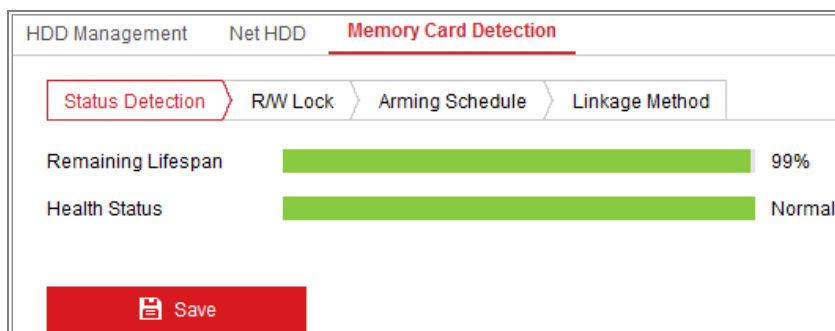 HDD Management Net HDD Memory Card Detection
Status Detection R/W Lock Arming Schedule Linkage Method
Remaining Lifespan 99%
Health Status Normal
Save